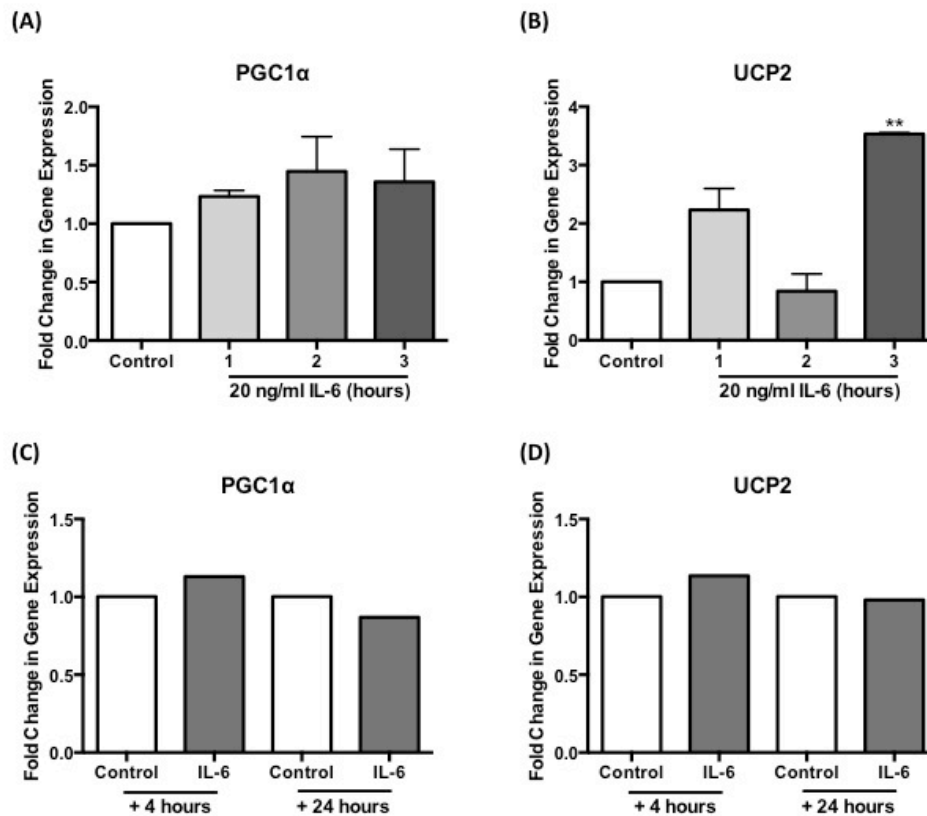 (A)
PGC1α
Fold Change in Gene Expression
2.0
1.5
1.0
0.5
0.0
Control 1 2 3
20 ng/ml IL-6 (hours)
(B)
UCP2
Fold Change in Gene Expression
4
3
2
1
0
**
Control 1 2 3
20 ng/ml IL-6 (hours)
(C)
PGC1α
Fold Change in Gene Expression
1.5
1.0
0.5
0.0
Control IL-6 Control IL-6
+ 4 hours + 24 hours
(D)
UCP2
Fold Change in Gene Expression
1.5
1.0
0.5
0.0
Control IL-6 Control IL-6
+ 4 hours + 24 hours